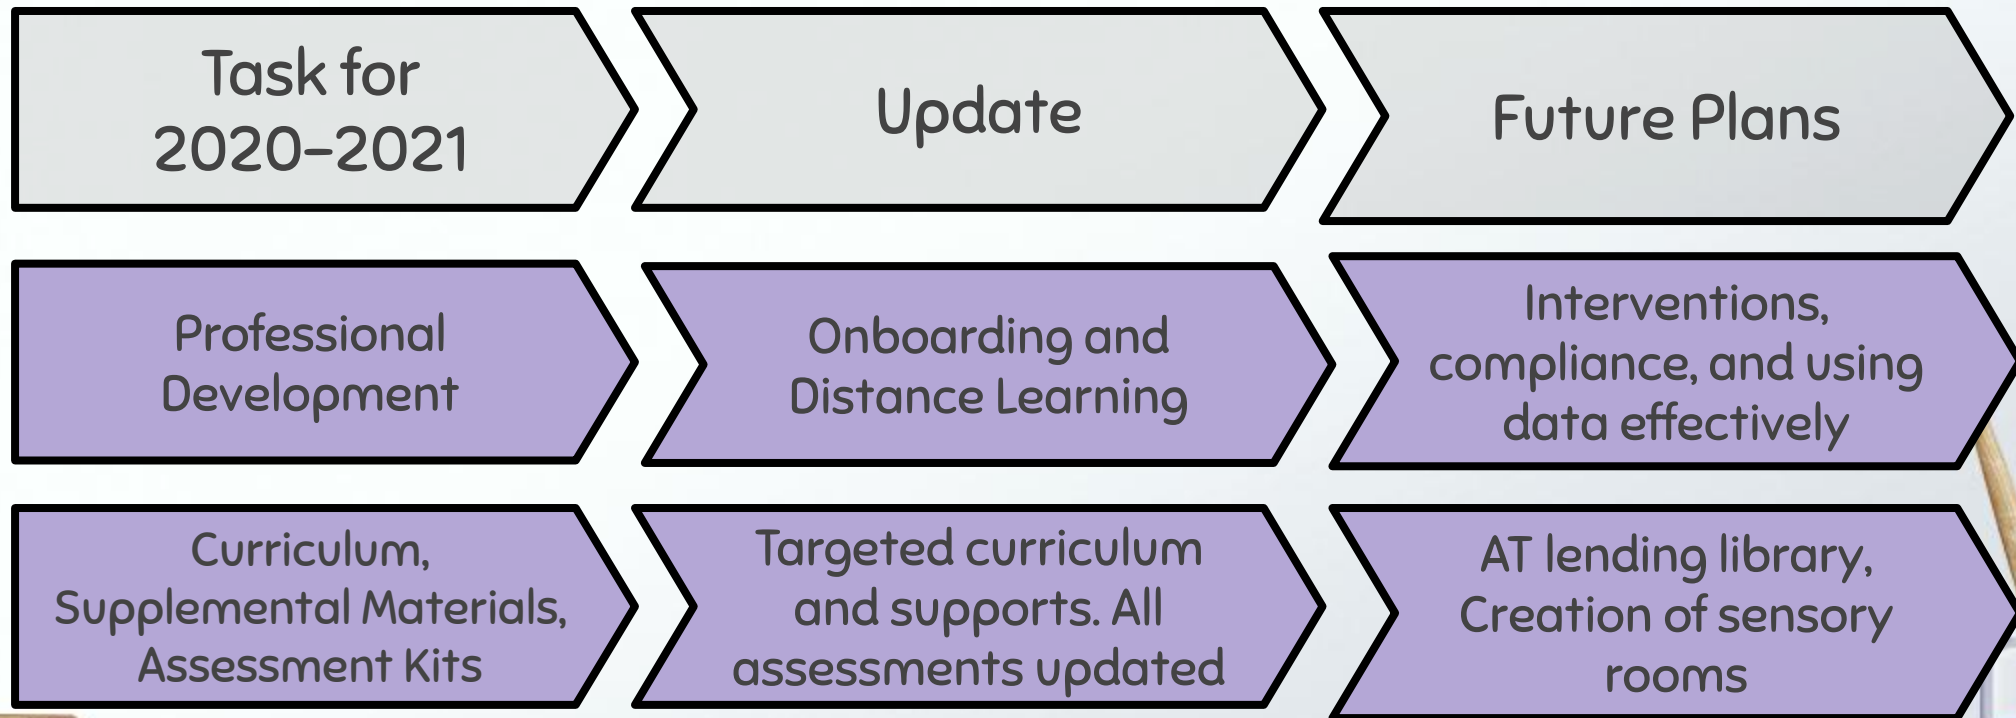 Task for
2020-2021
Update
Future Plans
Professional
Development
Onboarding and
Distance Learning
Interventions,
compliance, and using
data effectively
Curriculum,
Supplemental Materials,
Assessment Kits
Targeted curriculum
and supports. All
assessments updated
AT lending library,
Creation of sensory
rooms